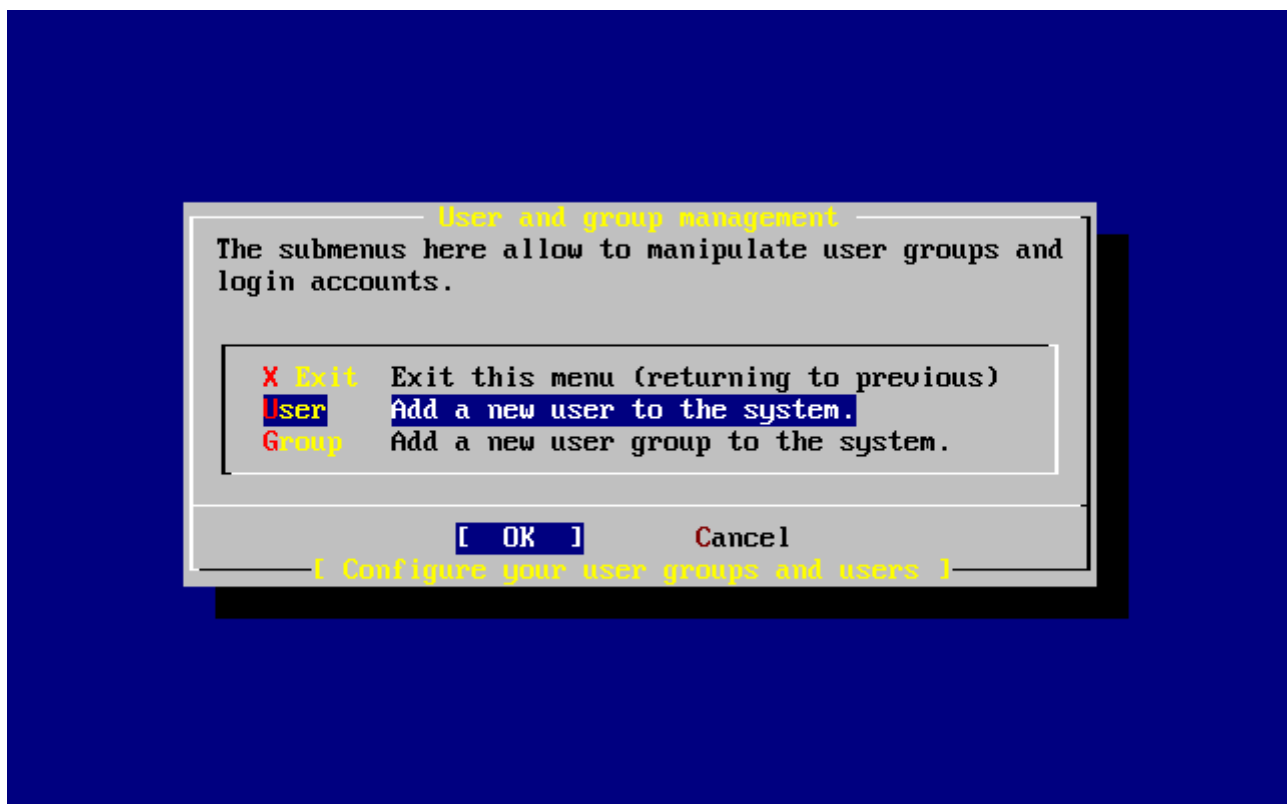 User and group management
The submenus here allow to manipulate user groups and
login accounts.
X Exit Exit this menu (returning to previous)
User Add a new user to the system.
Group Add a new user group to the system.
[ OK ] Cancel
[ Configure your user groups and users ]